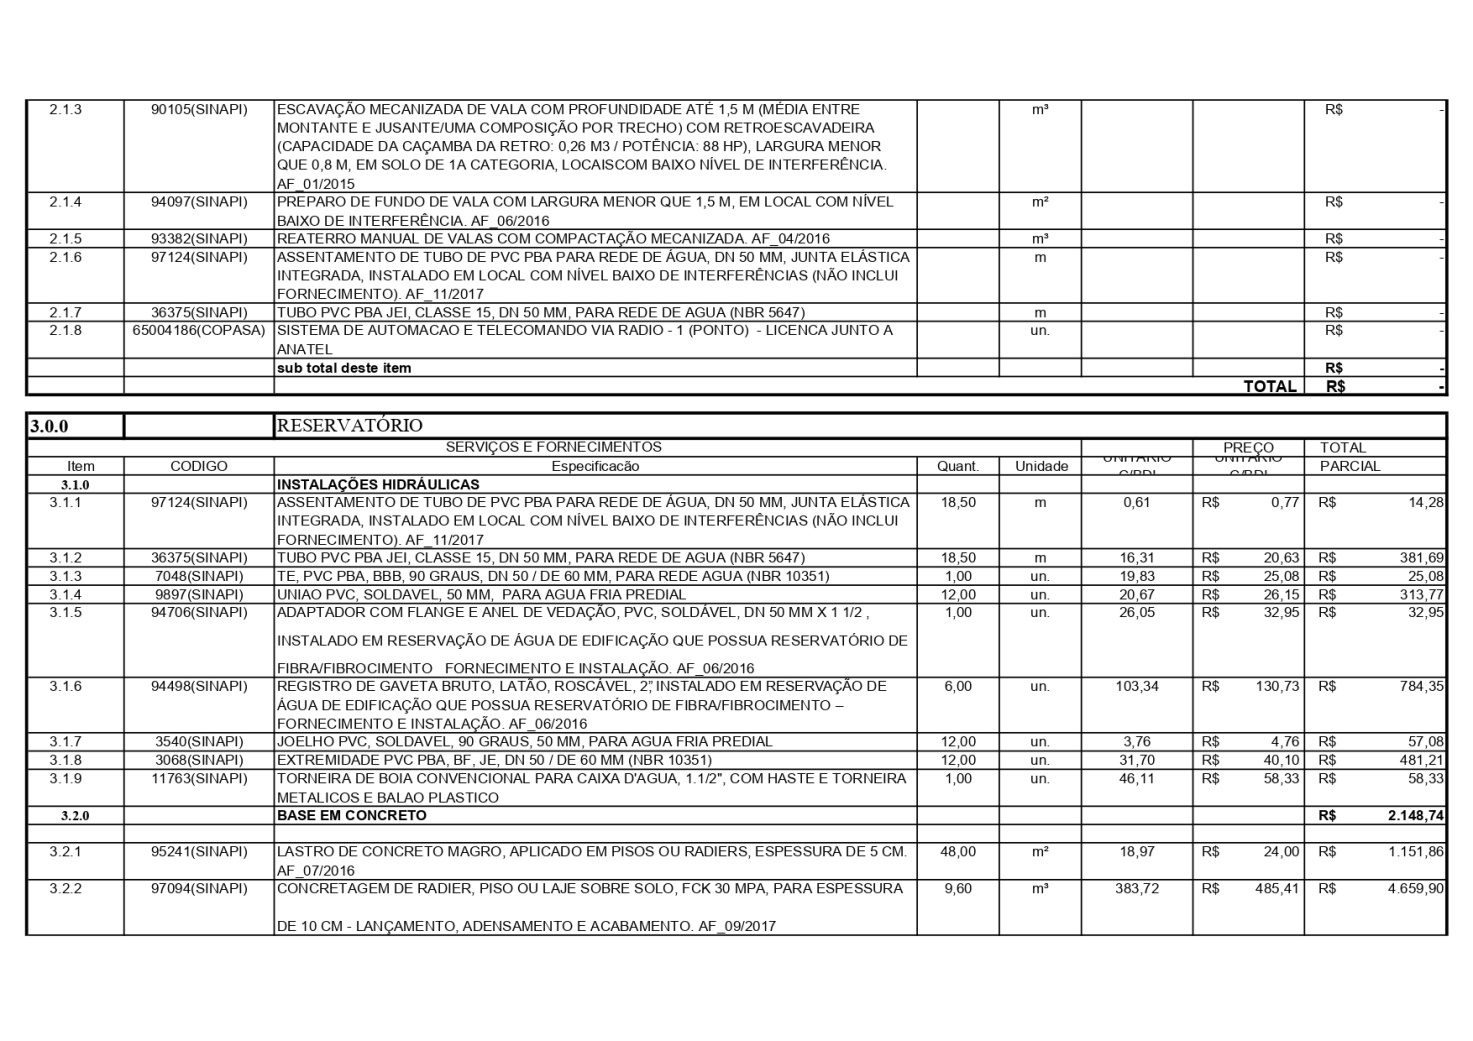 2.1.3 90105(SINAPI) ESCAVAÇÃO MECANIZADA DE VALA COM PROFUNDIDADE ATÉ 1,5 M (MÉDIA ENTRE m³ R$ -
MONTANTE E JUSANTE/UMA COMPOSIÇÃO POR TRECHO) COM RETROESCAVADEIRA
(CAPACIDADE DA CAÇAMBA DA RETRO: 0,26 M3 / POTÊNCIA: 88 HP), LARGURA MENOR
QUE 0,8 M, EM SOLO DE 1A CATEGORIA, LOCAISCOM BAIXO NÍVEL DE INTERFERÊNCIA.
AF_01/2015
2.1.4 94097(SINAPI) PREPARO DE FUNDO DE VALA COM LARGURA MENOR QUE 1,5 M, EM LOCAL COM NÍVEL m² R$ -
BAIXO DE INTERFERÊNCIA. AF_06/2016
2.1.5 93382(SINAPI) REATERRO MANUAL DE VALAS COM COMPACTAÇÃO MECANIZADA. AF_04/2016 m³ R$ -
2.1.6 97124(SINAPI) ASSENTAMENTO DE TUBO DE PVC PBA PARA REDE DE ÁGUA, DN 50 MM, JUNTA ELÁSTICA m R$ -
INTEGRADA, INSTALADO EM LOCAL COM NÍVEL BAIXO DE INTERFERÊNCIAS (NÃO INCLUI
FORNECIMENTO). AF_11/2017
2.1.7 36375(SINAPI) TUBO PVC PBA JEI, CLASSE 15, DN 50 MM, PARA REDE DE AGUA (NBR 5647) m R$ -
2.1.8 65004186(COPASA) SISTEMA DE AUTOMACAO E TELECOMANDO VIA RADIO - 1 (PONTO) - LICENCA JUNTO A un. R$ -
ANATEL
sub total deste item R$ -
TOTAL R$ -
3.0.0 RESERVATÓRIO
SERVIÇOS E FORNECIMENTOS PREÇO TOTAL
Item CODIGO Especificacão Quant. Unidade UNITÁRIO UNITÁRIO PARCIAL
C/BDI C/BDI
3.1.0 INSTALAÇÕES HIDRÁULICAS
3.1.1 97124(SINAPI) ASSENTAMENTO DE TUBO DE PVC PBA PARA REDE DE ÁGUA, DN 50 MM, JUNTA ELÁSTICA 18,50 m 0,61 R$ 0,77 R$ 14,28
INTEGRADA, INSTALADO EM LOCAL COM NÍVEL BAIXO DE INTERFERÊNCIAS (NÃO INCLUI
FORNECIMENTO). AF_11/2017
3.1.2 36375(SINAPI) TUBO PVC PBA JEI, CLASSE 15, DN 50 MM, PARA REDE DE AGUA (NBR 5647) 18,50 m 16,31 R$ 20,63 R$ 381,69
3.1.3 7048(SINAPI) TE, PVC PBA, BBB, 90 GRAUS, DN 50 / DE 60 MM, PARA REDE AGUA (NBR 10351) 1,00 un. 19,83 R$ 25,08 R$ 25,08
3.1.4 9897(SINAPI) UNIAO PVC, SOLDAVEL, 50 MM, PARA AGUA FRIA PREDIAL 12,00 un. 20,67 R$ 26,15 R$ 313,77
3.1.5 94706(SINAPI) ADAPTADOR COM FLANGE E ANEL DE VEDAÇÃO, PVC, SOLDÁVEL, DN 50 MM X 1 1/2 , 1,00 un. 26,05 R$ 32,95 R$ 32,95
INSTALADO EM RESERVAÇÃO DE ÁGUA DE EDIFICAÇÃO QUE POSSUA RESERVATÓRIO DE
FIBRA/FIBROCIMENTO FORNECIMENTO E INSTALAÇÃO. AF_06/2016
3.1.6 94498(SINAPI) REGISTRO DE GAVETA BRUTO, LATÃO, ROSCÁVEL, 2", INSTALADO EM RESERVAÇÃO DE 6,00 un. 103,34 R$ 130,73 R$ 784,35
ÁGUA DE EDIFICAÇÃO QUE POSSUA RESERVATÓRIO DE FIBRA/FIBROCIMENTO –
FORNECIMENTO E INSTALAÇÃO. AF_06/2016
3.1.7 3540(SINAPI) JOELHO PVC, SOLDAVEL, 90 GRAUS, 50 MM, PARA AGUA FRIA PREDIAL 12,00 un. 3,76 R$ 4,76 R$ 57,08
3.1.8 3068(SINAPI) EXTREMIDADE PVC PBA, BF, JE, DN 50 / DE 60 MM (NBR 10351) 12,00 un. 31,70 R$ 40,10 R$ 481,21
3.1.9 11763(SINAPI) TORNEIRA DE BOIA CONVENCIONAL PARA CAIXA D'AGUA, 1.1/2", COM HASTE E TORNEIRA 1,00 un. 46,11 R$ 58,33 R$ 58,33
METALICOS E BALAO PLASTICO
3.2.0 BASE EM CONCRETO R$ 2.148,74
3.2.1 95241(SINAPI) LASTRO DE CONCRETO MAGRO, APLICADO EM PISOS OU RADIERS, ESPESSURA DE 5 CM. 48,00 m² 18,97 R$ 24,00 R$ 1.151,86
AF_07/2016
3.2.2 97094(SINAPI) CONCRETAGEM DE RADIER, PISO OU LAJE SOBRE SOLO, FCK 30 MPA, PARA ESPESSURA 9,60 m³ 383,72 R$ 485,41 R$ 4.659,90
DE 10 CM - LANÇAMENTO, ADENSAMENTO E ACABAMENTO. AF_09/2017